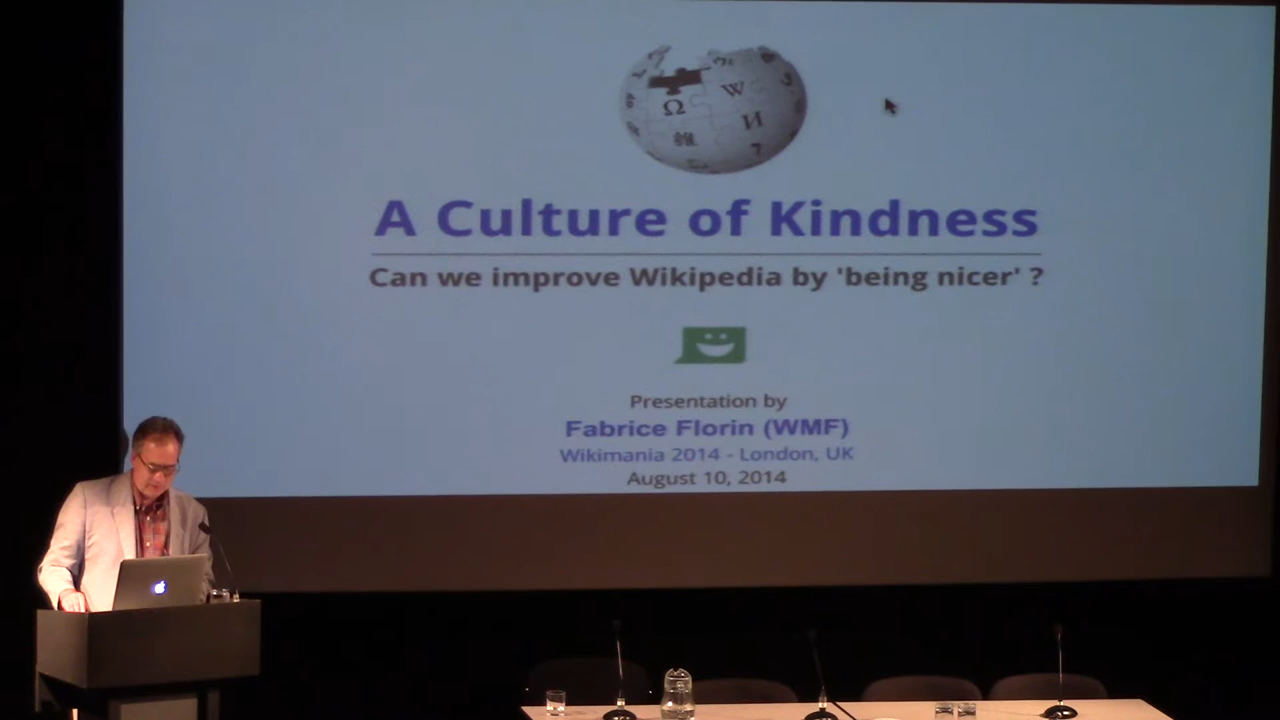 Ω W И 7
A Culture of Kindness
Can we improve Wikipedia by 'being nicer' ?
Presentation by
Fabrice Florin (WMF)
Wikimania 2014 - London, UK
August 10, 2014